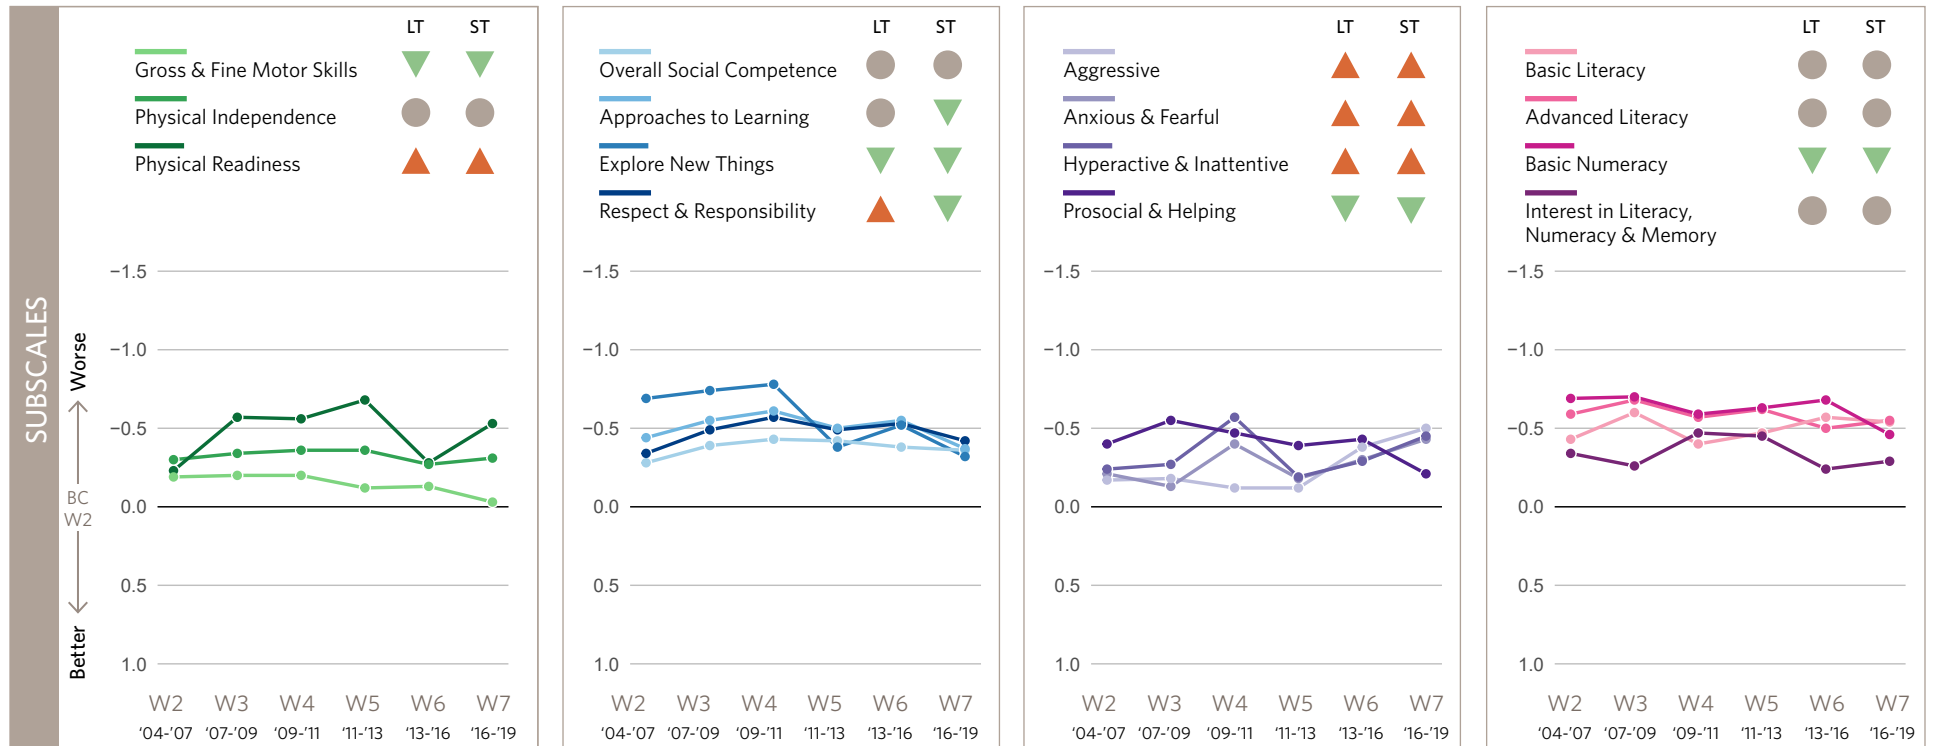 SUBSCALES
Worse
BC
W2
Better
LT ST
Gross & Fine Motor Skills
Physical Independence
Physical Readiness
−1.5
−1.0
−0.5
0.0
0.5
1.0
W2 W3 W4 W5 W6 W7
‘04-’07 ‘07-’09 ‘09-’11 ‘11-’13 ‘13-’16 ‘16-’19
LT ST
Overall Social Competence
Approaches to Learning
Explore New Things
Respect & Responsibility
−1.5
−1.0
−0.5
0.0
0.5
1.0
W2 W3 W4 W5 W6 W7
‘04-’07 ‘07-’09 ‘09-’11 ‘11-’13 ‘13-’16 ‘16-’19
LT ST
Aggressive
Anxious & Fearful
Hyperactive & Inattentive
Prosocial & Helping
−1.5
−1.0
−0.5
0.0
0.5
1.0
W2 W3 W4 W5 W6 W7
‘04-’07 ‘07-’09 ‘09-’11 ‘11-’13 ‘13-’16 ‘16-’19
LT ST
Basic Literacy
Advanced Literacy
Basic Numeracy
Interest in Literacy,
Numeracy & Memory
−1.5
−1.0
−0.5
0.0
0.5
1.0
W2 W3 W4 W5 W6 W7
‘04-’07 ‘07-’09 ‘09-’11 ‘11-’13 ‘13-’16 ‘16-’19